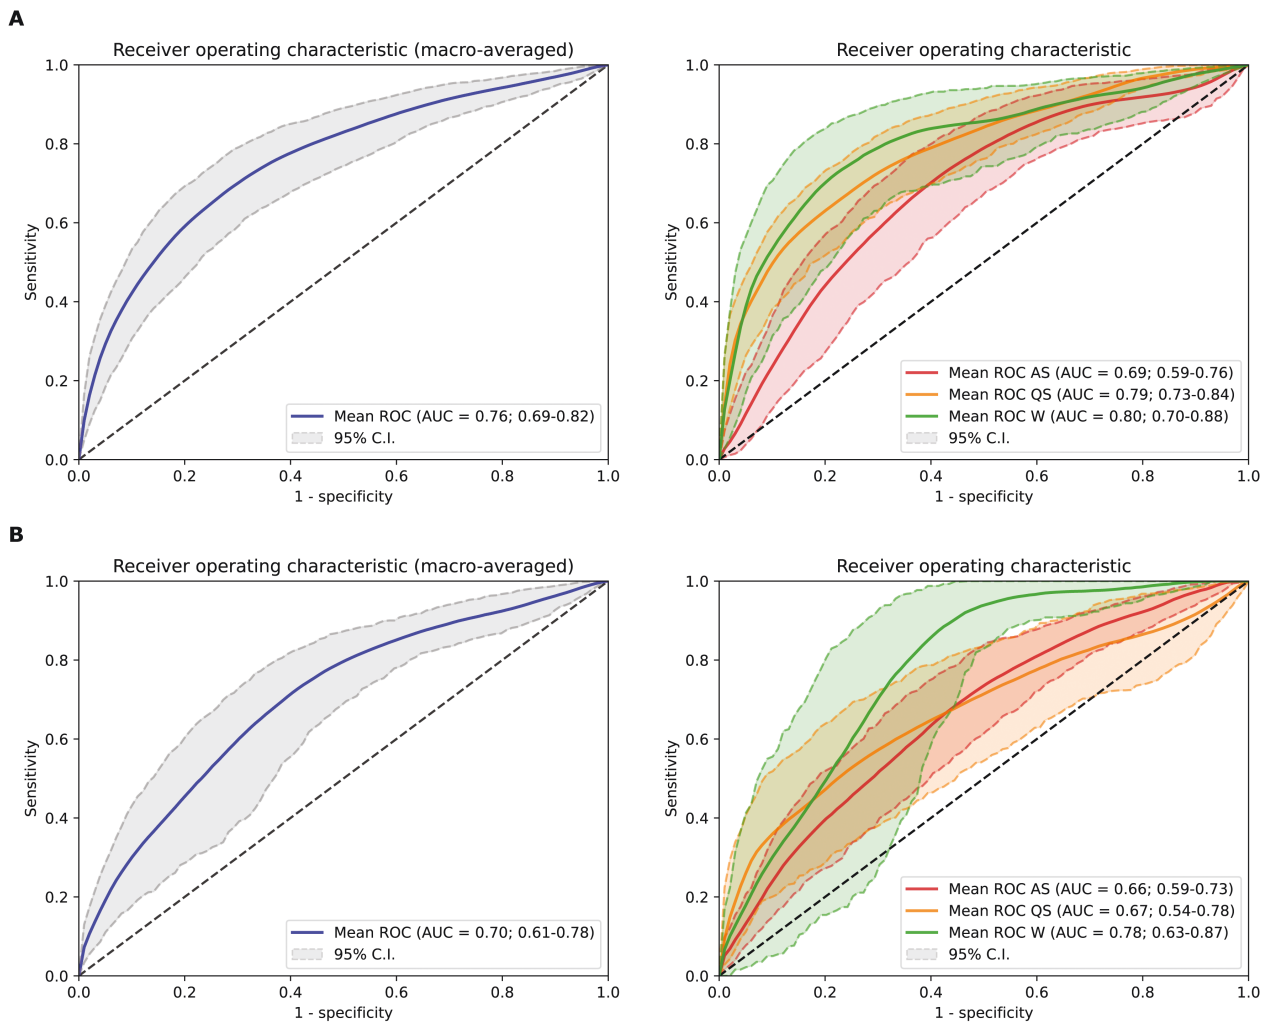 A
Receiver operating characteristic (macro-averaged)
1.0
0.8
0.6
0.4
0.2
0.0
Sensitivity
Mean ROC (AUC = 0.76; 0.69-0.82)
95% C.I.
0.0 0.2 0.4 0.6 0.8 1.0
1 - specificity
Receiver operating characteristic
1.0
0.8
0.6
0.4
0.2
0.0
Sensitivity
Mean ROC AS (AUC = 0.69; 0.59-0.76)
Mean ROC QS (AUC = 0.79; 0.73-0.84)
Mean ROC W (AUC = 0.80; 0.70-0.88)
95% C.I.
0.0 0.2 0.4 0.6 0.8 1.0
1 - specificity
B
Receiver operating characteristic (macro-averaged)
1.0
0.8
0.6
0.4
0.2
0.0
Sensitivity
Mean ROC (AUC = 0.70; 0.61-0.78)
95% C.I.
0.0 0.2 0.4 0.6 0.8 1.0
1 - specificity
Receiver operating characteristic
1.0
0.8
0.6
0.4
0.2
0.0
Sensitivity
Mean ROC AS (AUC = 0.66; 0.59-0.73)
Mean ROC QS (AUC = 0.67; 0.54-0.78)
Mean ROC W (AUC = 0.78; 0.63-0.87)
95% C.I.
0.0 0.2 0.4 0.6 0.8 1.0
1 - specificity